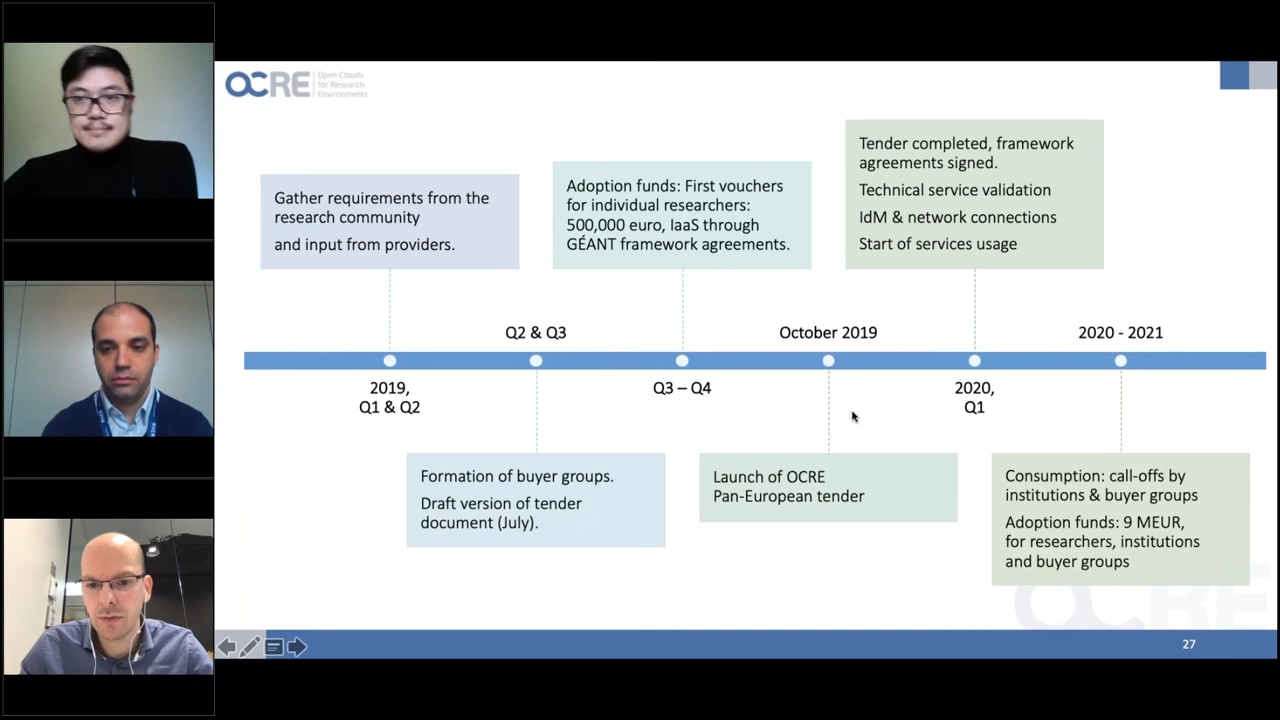 OCRE
Open Clouds
for Research
Environments
Gather requirements from the
research community
and input from providers.
Adoption funds: First vouchers
for individual researchers:
500,000 euro, IaaS through
GÉANT framework agreements.
Tender completed, framework
agreements signed.
Technical service validation
IdM & network connections
Start of services usage
Q2 & Q3
October 2019
2020 - 2021
2019,
Q1 & Q2
Q3 – Q4
2020,
Q1
Formation of buyer groups.
Draft version of tender
document (July).
Launch of OCRE
Pan-European tender
Consumption: call-offs by
institutions & buyer groups
Adoption funds: 9 MEUR,
for researchers, institutions
and buyer groups
OCRE
27